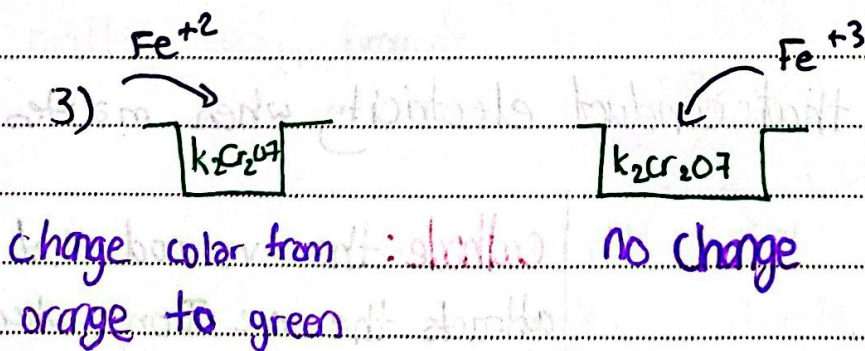 Fe+2
Fe+3
3)
k2Cr2O7
k2cr2O7
change color from
no change
orange to green